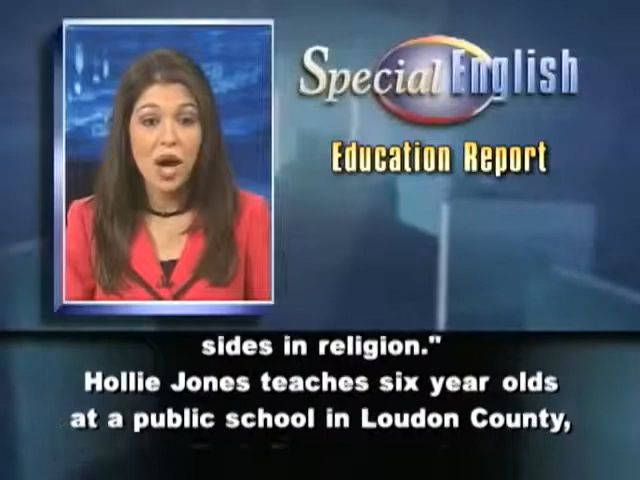 Special English
Education Report
sides in religion."
Hollie Jones teaches six year olds
at a public school in Loudon County,